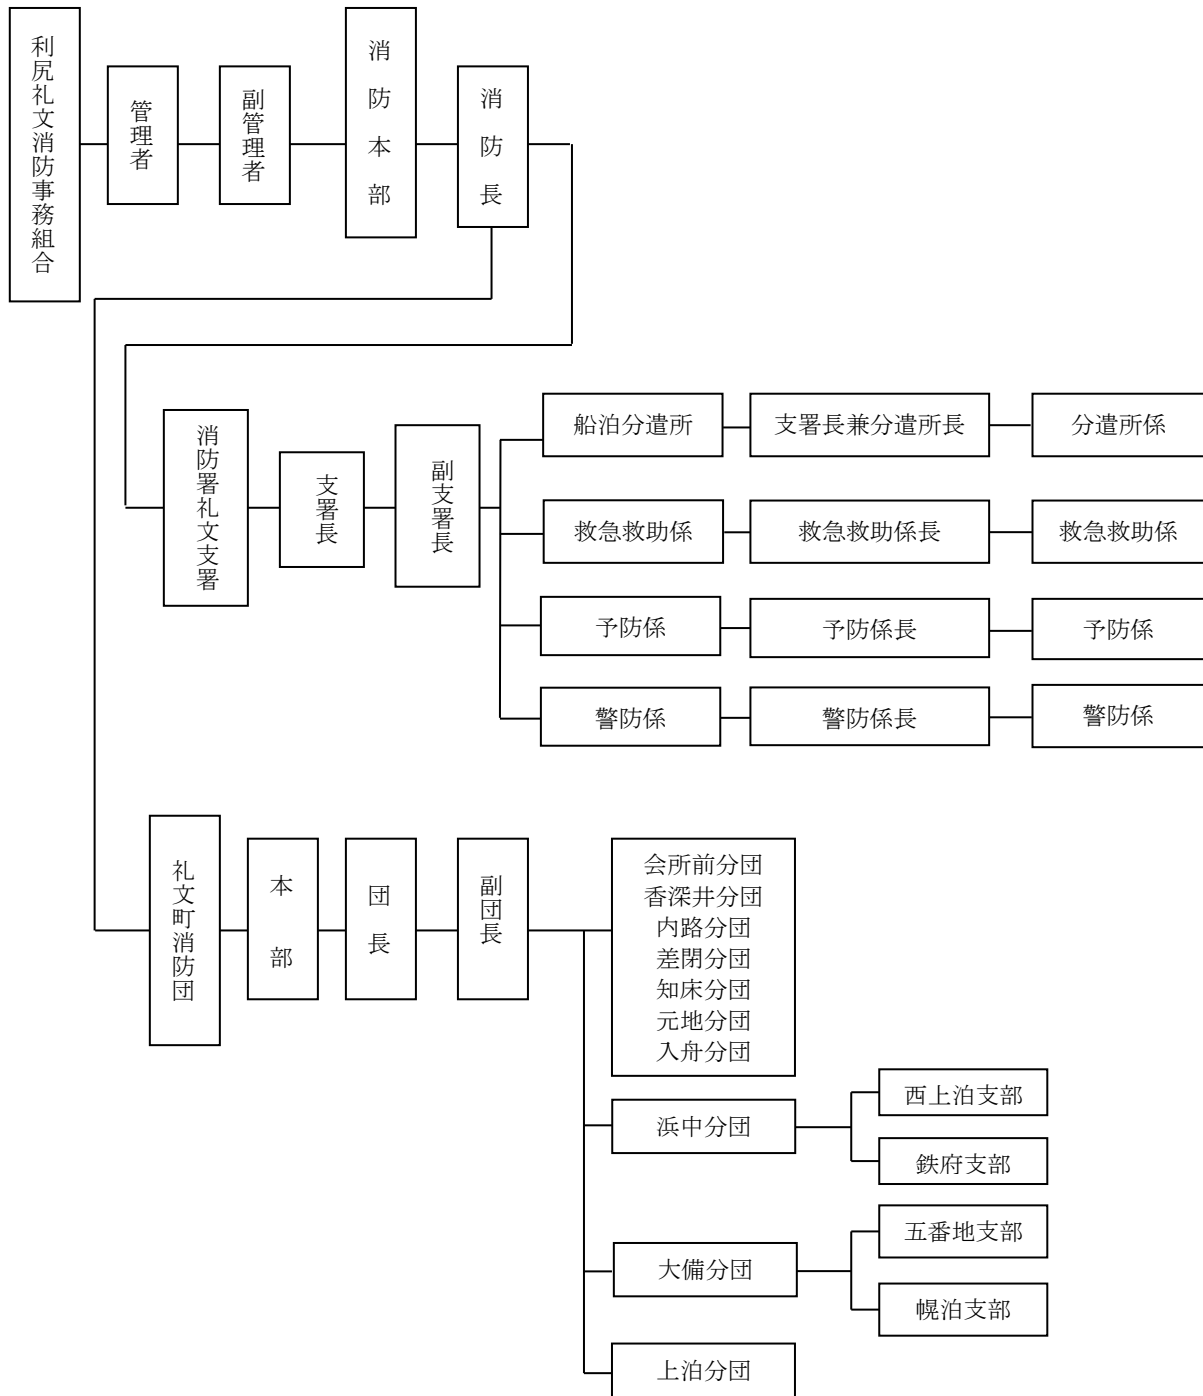 利尻礼文消防事務組合
管理者
副管理者
消防本部
消防長
消防署礼文支署
支署長
副支署長
船泊分遣所
支署長兼分遣所長
分遣所係
救急救助係
救急救助係長
救急救助係
予防係
予防係長
予防係
警防係
警防係長
警防係
礼文町消防団
本部
団長
副団長
会所前分団
香深井分団
内路分団
差閉分団
知床分団
元地分団
入舟分団
浜中分団
西上泊支部
鉄府支部
大備分団
五番地支部
幌泊支部
上泊分団